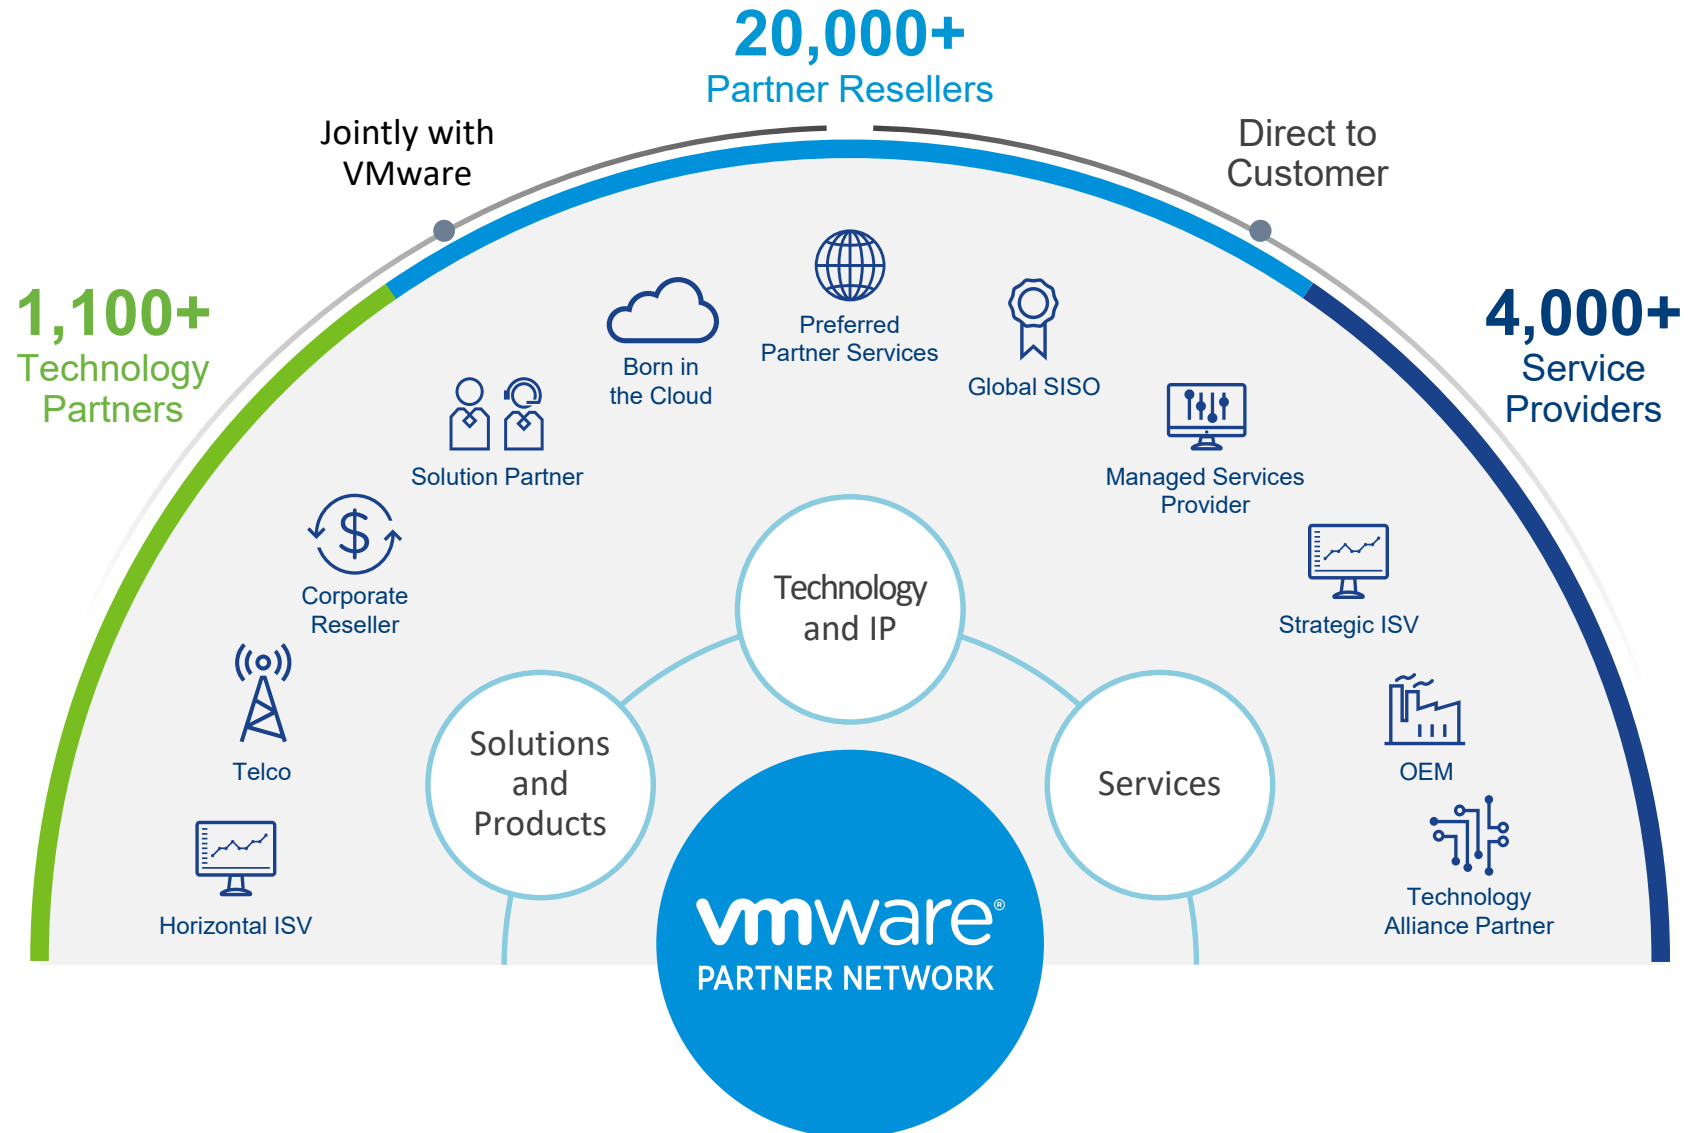 20,000+
Partner Resellers
Jointly with
VMware
Direct to
Customer
1,100+
Technology
Partners
4,000+
Service
Providers
Preferred
Partner Services
Born in
the Cloud
Global SISO
Solution Partner
Managed Services
Provider
Corporate
Reseller
Strategic ISV
Telco
OEM
Horizontal ISV
Technology
Alliance Partner
Technology
and IP
Solutions
and
Products
Services
vmware®
PARTNER NETWORK